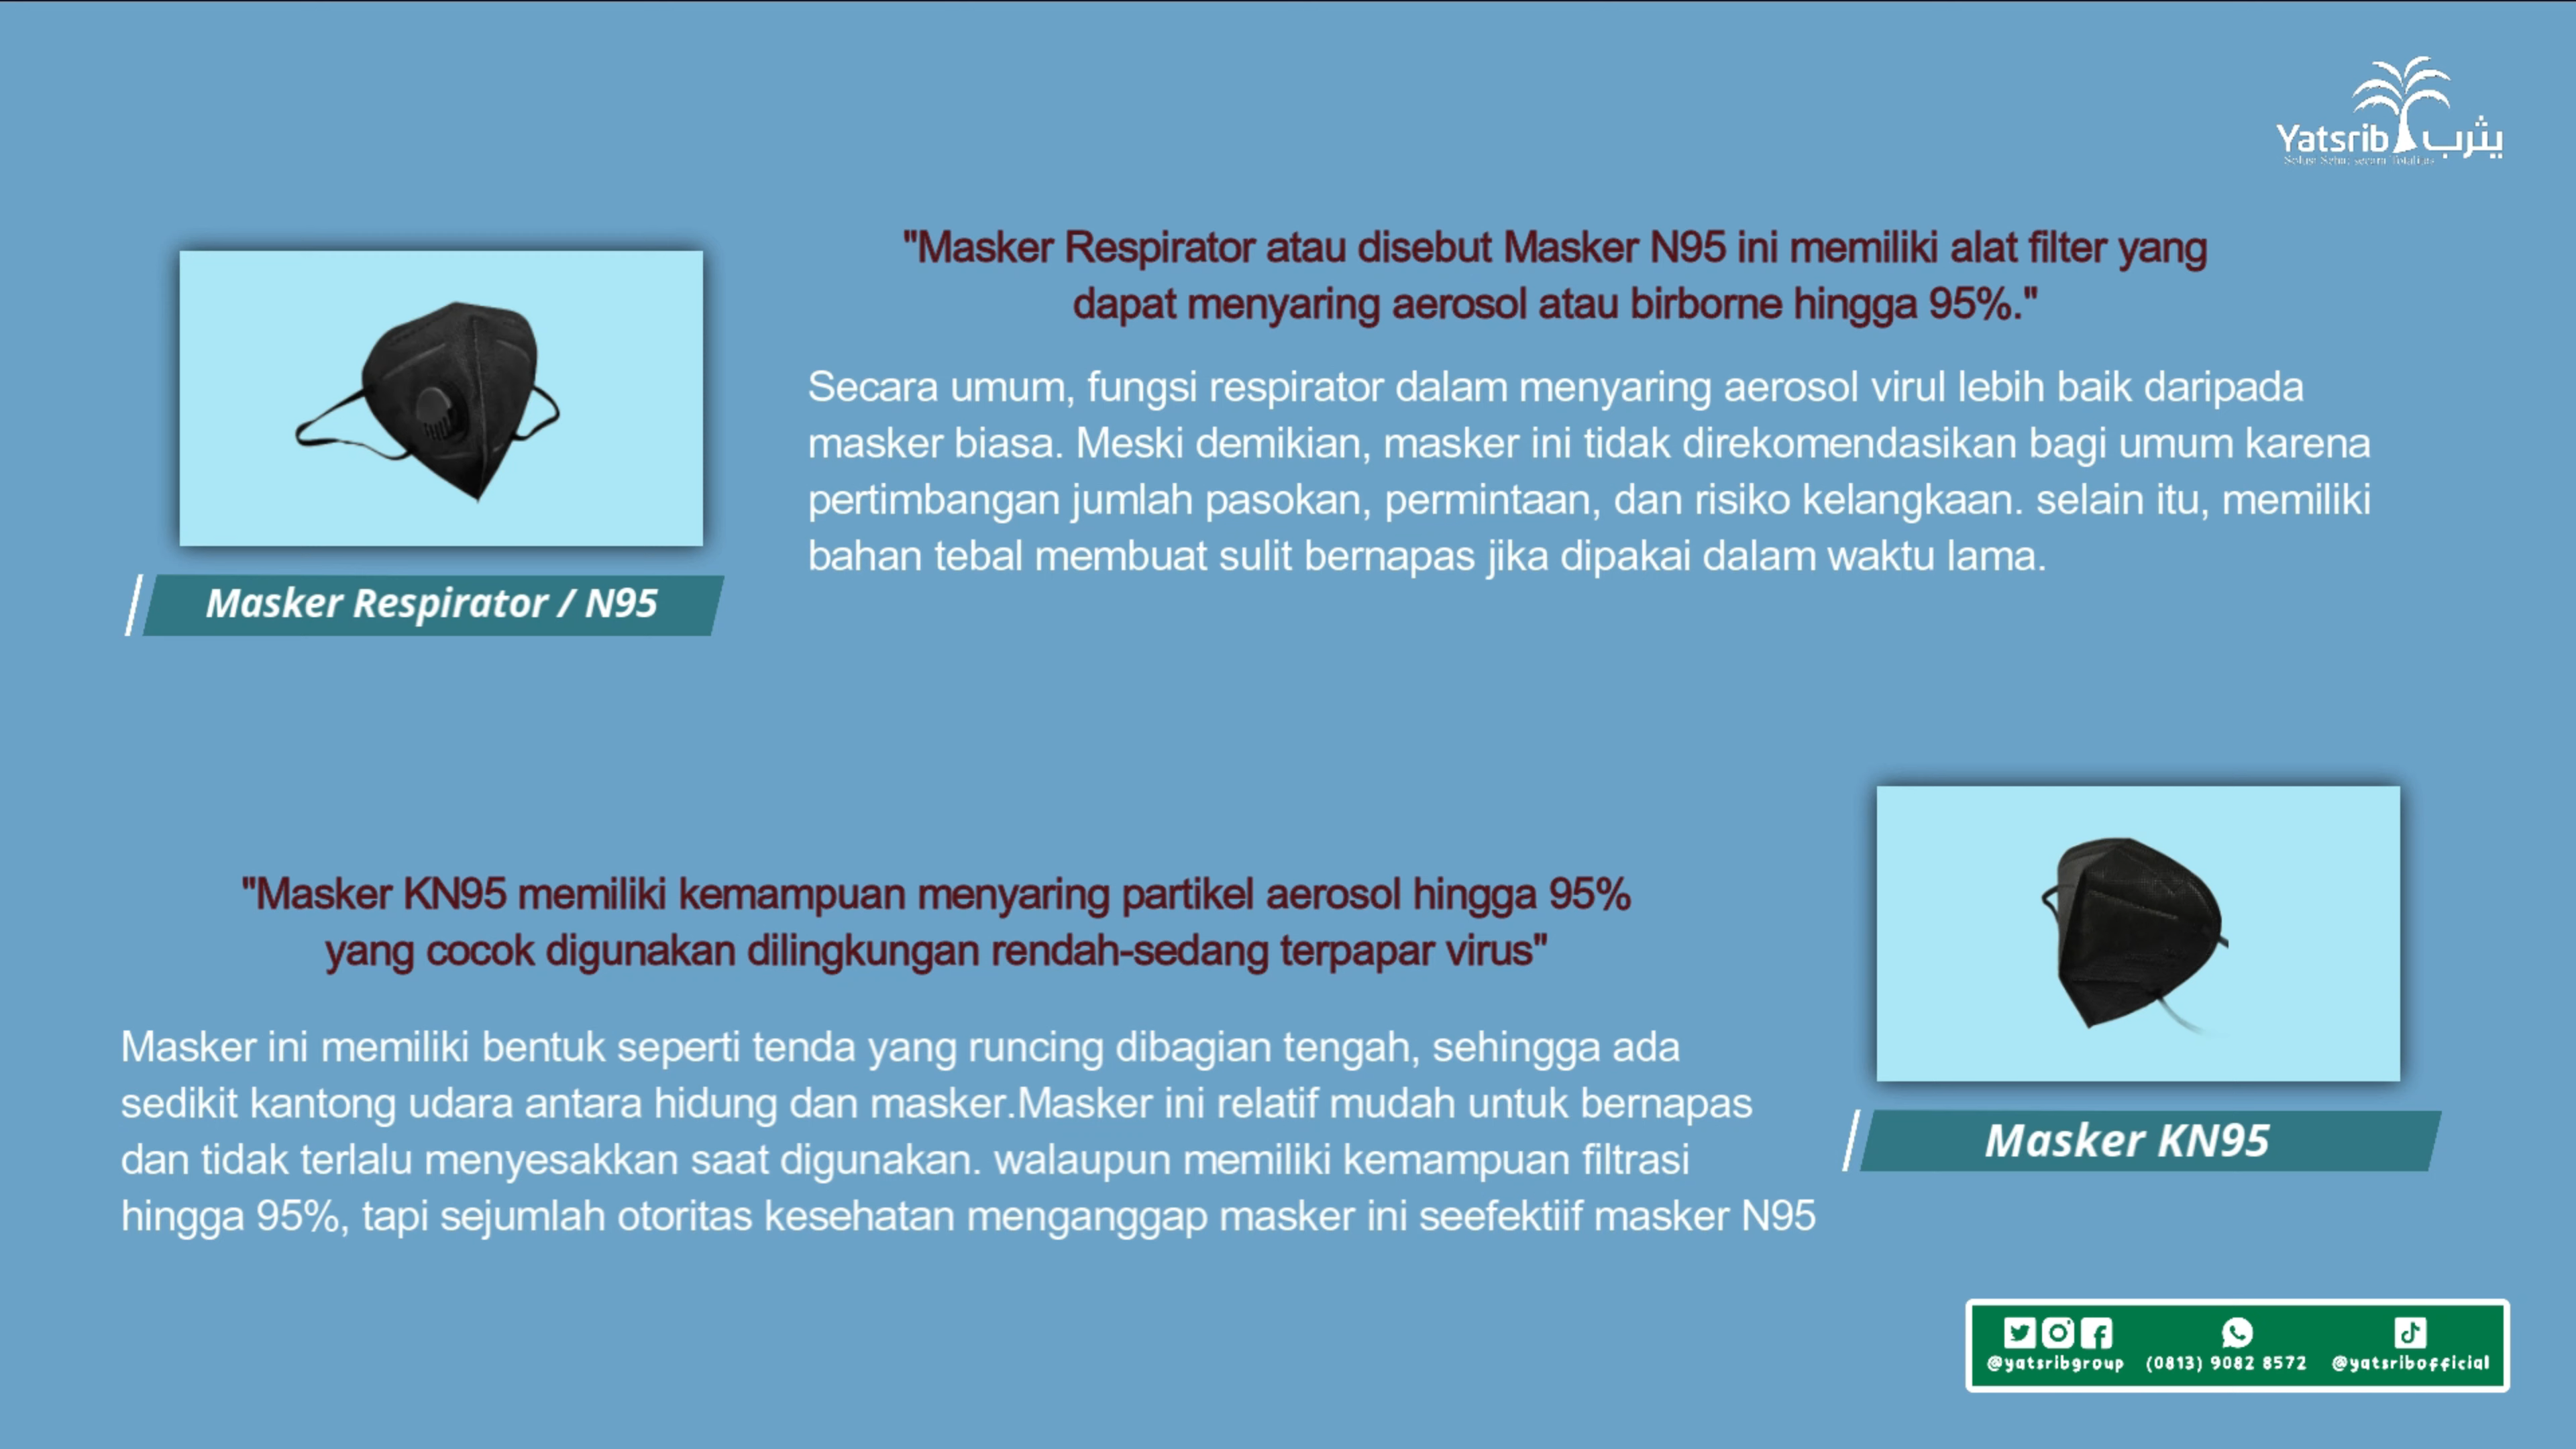 Yatsrib يثرب
"Masker Respirator atau disebut Masker N95 ini memiliki alat filter yang
dapat menyaring aerosol atau birborne hingga 95%."
Secara umum, fungsi respirator dalam menyaring aerosol virul lebih baik daripada
masker biasa. Meski demikian, masker ini tidak direkomendasikan bagi umum karena
pertimbangan jumlah pasokan, permintaan, dan risiko kelangkaan. selain itu, memiliki
bahan tebal membuat sulit bernapas jika dipakai dalam waktu lama.
Masker Respirator / N95
"Masker KN95 memiliki kemampuan menyaring partikel aerosol hingga 95%
yang cocok digunakan dilingkungan rendah-sedang terpapar virus"
Masker ini memiliki bentuk seperti tenda yang runcing dibagian tengah, sehingga ada
sedikit kantong udara antara hidung dan masker.Masker ini relatif mudah untuk bernapas
dan tidak terlalu menyesakkan saat digunakan. walaupun memiliki kemampuan filtrasi
hingga 95%, tapi sejumlah otoritas kesehatan menganggap masker ini seefektiif masker N95
Masker KN95
@yatsribgroup (0813) 9082 8572 @yatsribofficial